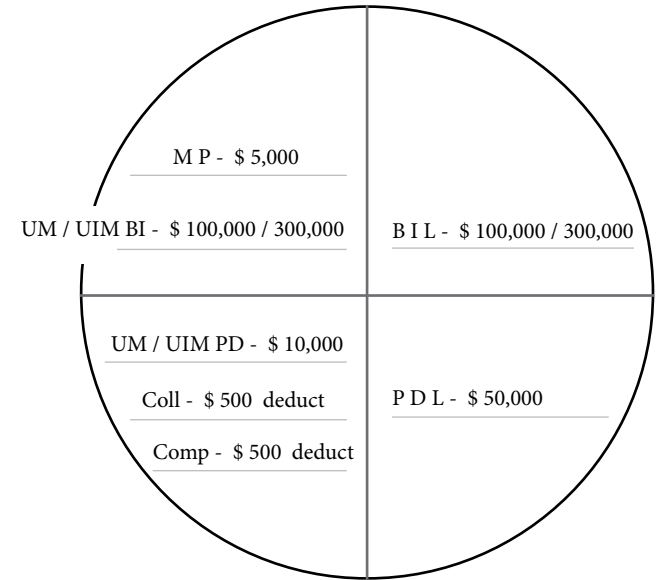 M P - $ 5,000
UM / UIM BI - $ 100,000 / 300,000
B I L - $ 100,000 / 300,000
UM / UIM PD - $ 10,000
Coll - $ 500 deduct
P D L - $ 50,000
Comp - $ 500 deduct